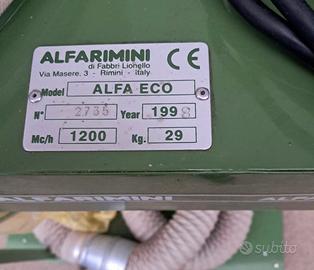 ALFARIMINI CE
di Fabbri Lionello
Via Masere, 3 - Rimini - Italy
Model ALFA ECO
N° 2735 Year 1998
Mc/h 1200 Kg. 29
ALFARIMINI
subito